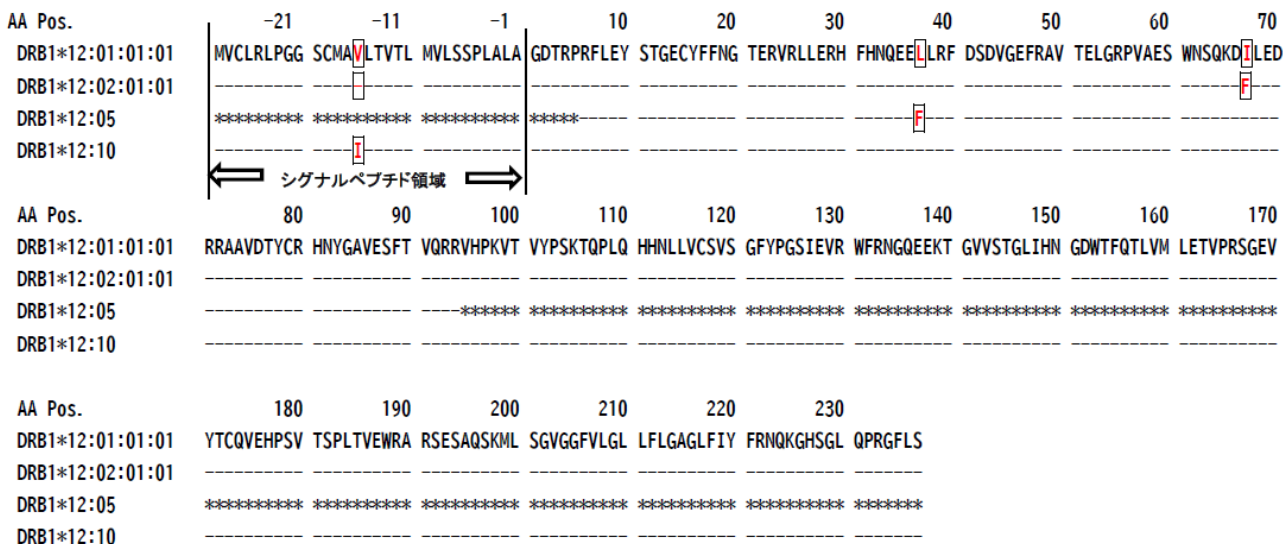 AA Pos. -21 -11 -1 10 20 30 40 50 60 70
DRB1*12:01:01:01 MVCLRLPGG SCMAVLTVTL MVLSSPLALA GDTRPRFLEY STGECYFFNG TERVRLLERH FHNQEELLRF DSDVGEFRAV TELGRPVAES WNSQKDILED
DRB1*12:02:01:01 --------- ---------- ---------- ---------- ---------- ---------- ---------- ---------- ---------- ------F---
DRB1*12:05 ********* ********** ********** *****----- ---------- ---------- ------F--- ---------- ---------- ----------
DRB1*12:10 --------- ----I----- ---------- ---------- ---------- ---------- ---------- ---------- ---------- ----------
シグナルペプチド領域
AA Pos. 80 90 100 110 120 130 140 150 160 170
DRB1*12:01:01:01 RRAAVDTYCR HNYGAVESFT VQRRVHPKVT VYPSKTQPLQ HHNLLVCSVS GFYPGSIEVR WFRNGQEEKT GVVSTGLIHN GDWTFQTLVM LETVPRSGEV
DRB1*12:02:01:01 ---------- ---------- ---------- ---------- ---------- ---------- ---------- ---------- ---------- ----------
DRB1*12:05 ---------- ---------- ----****** ********** ********** ********** ********** ********** ********** **********
DRB1*12:10 ---------- ---------- ---------- ---------- ---------- ---------- ---------- ---------- ---------- ----------
AA Pos. 180 190 200 210 220 230
DRB1*12:01:01:01 YTCQVEHPSV TSPLTVEWRA RSESAQSKML SGVGGFVLGL LFLGAGLFIY FRNQKGHSGL QPRGFLS
DRB1*12:02:01:01 ---------- ---------- ---------- ---------- ---------- ---------- -------
DRB1*12:05 ********** ********** ********** ********** ********** ********** *******
DRB1*12:10 ---------- ---------- ---------- ---------- ---------- ---------- -------